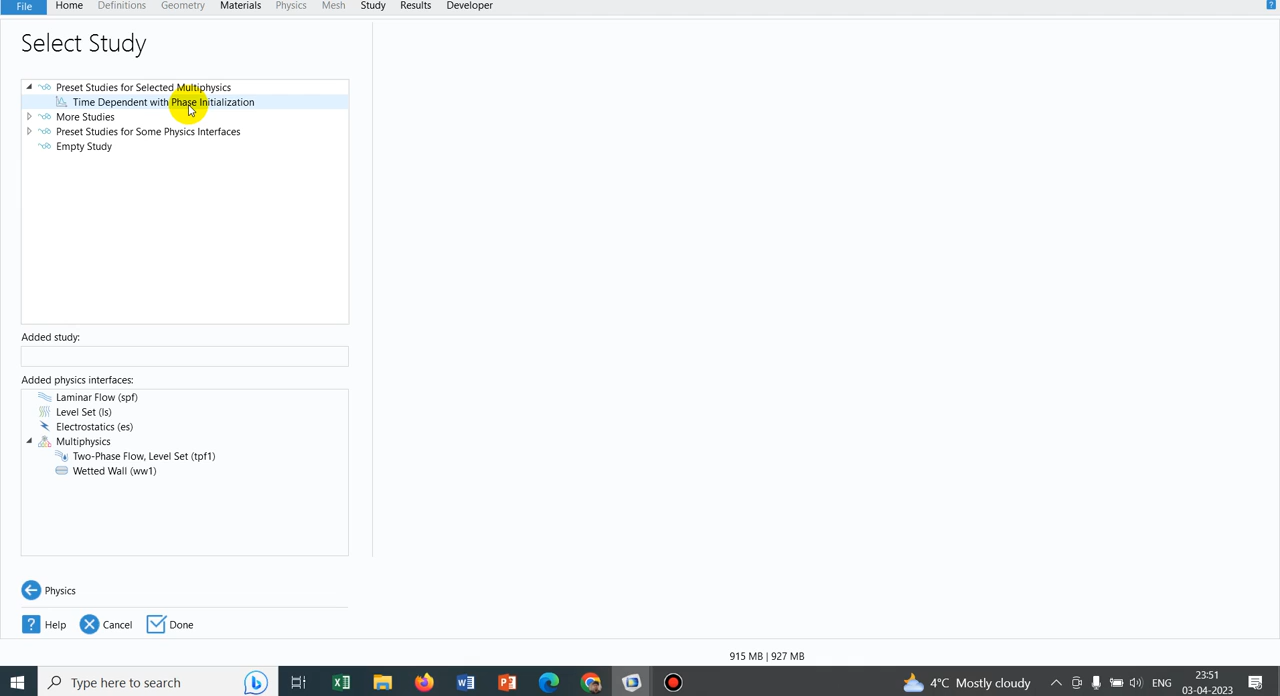 File Home Definitions Geometry Materials Physics Mesh Study Results Developer ?
Select Study
Preset Studies for Selected Multiphysics
Time Dependent with Phase Initialization
More Studies
Preset Studies for Some Physics Interfaces
Empty Study
Added study:
Added physics interfaces:
Laminar Flow (spf)
Level Set (ls)
Electrostatics (es)
Multiphysics
Two-Phase Flow, Level Set (tpf1)
Wetted Wall (ww1)
Physics
? Help Cancel Done
915 MB | 927 MB
Type here to search 4°C Mostly cloudy ENG 23:51
03-04-2023